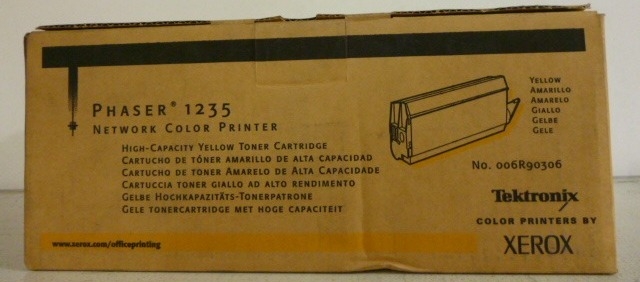 PHASER® 1235
NETWORK COLOR PRINTER
HIGH-CAPACITY YELLOW TONER CARTRIDGE
CARTUCHO DE TÓNER AMARILLO DE ALTA CAPACIDAD
CARTUCHO DE TONER AMARELO DE ALTA CAPACIDADE
CARTUCCIA TONER GIALLO AD ALTO RENDIMENTO
GELBE HOCHKAPAZITÄTS-TONERPATRONE
GELE TONERCARTRIDGE MET HOGE CAPACITEIT
www.xerox.com/officeprinting
YELLOW
AMARILLO
AMARELO
GIALLO
GELBE
GELE
No. 006R90306
Tektronix
COLOR PRINTERS BY
XEROX